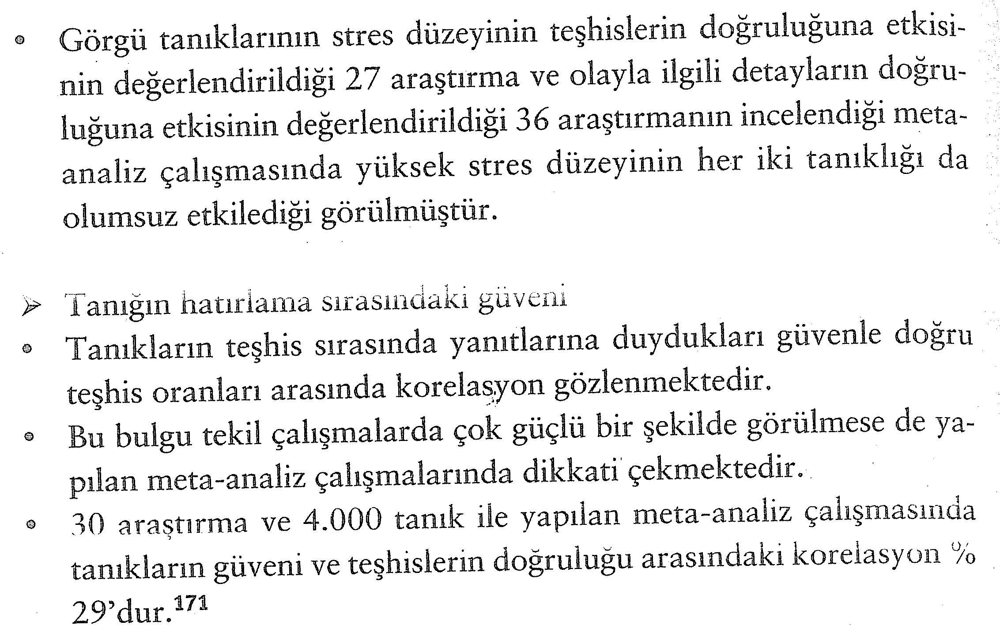 • Görgü tanıklarının stres düzeyinin teşhislerin doğruluğuna etkisi-
nin değerlendirildiği 27 araştırma ve olayla ilgili detayların doğru-
luğuna etkisinin değerlendirildiği 36 araştırmanın incelendiği meta-
analiz çalışmasında yüksek stres düzeyinin her iki tanıklığı da
olumsuz etkilediği görülmüştür.
➢ Tanığın hatırlama sırasındaki güveni
• Tanıkların teşhis sırasında yanıtlarına duydukları güvenle doğru
teşhis oranları arasında korelasyon gözlenmektedir.
• Bu bulgu tekil çalışmalarda çok güçlü bir şekilde görülmese de ya-
pılan meta-analiz çalışmalarında dikkati çekmektedir.
• 30 araştırma ve 4.000 tanık ile yapılan meta-analiz çalışmasında
tanıkların güveni ve teşhislerin doğruluğu arasındaki korelasyon %
29’dur.171